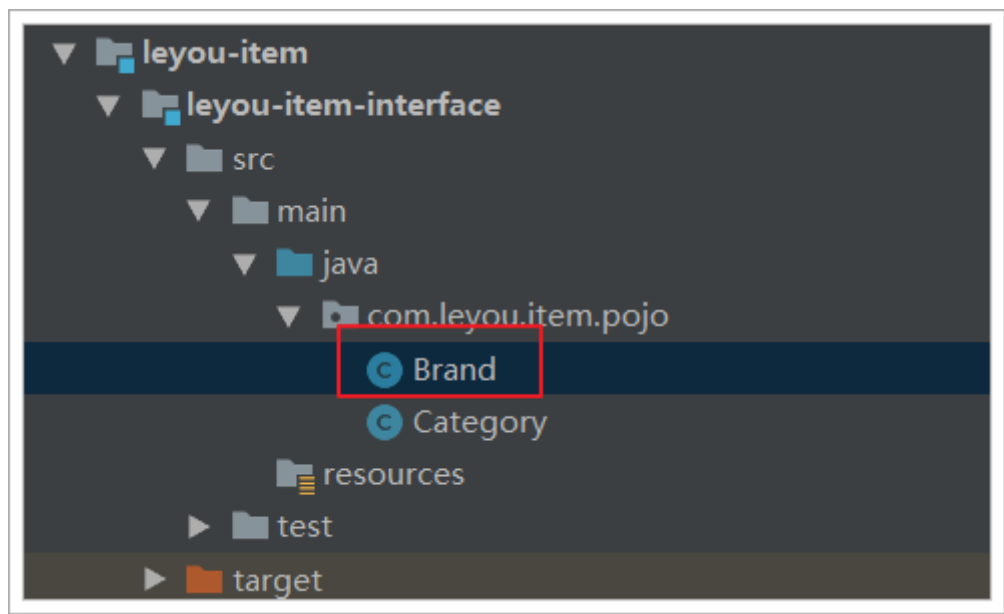 leyou-item
leyou-item-interface
src
main
java
com.leyou.item.pojo
Brand
Category
resources
test
target